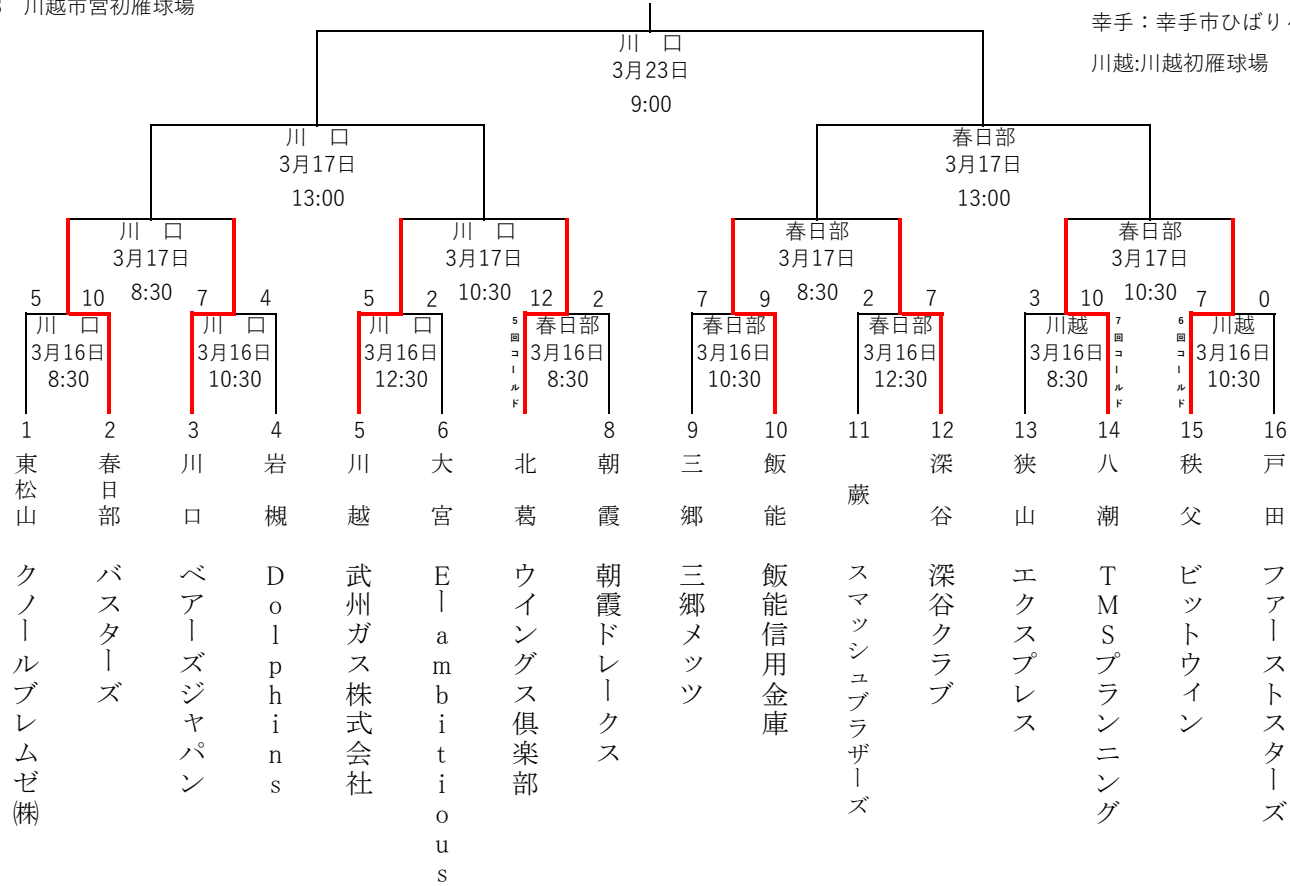 川越市営初雁球場
幸手：幸手市ひばり
川越:川越初雁球場
川　口
3月23日
9:00
川　口
3月17日
13:00
春日部
3月17日
13:00
川　口
3月17日
8:30
川　口
3月17日
10:30
春日部
3月17日
8:30
春日部
3月17日
10:30
5 10 7 4 5 2 12 2 7 9 2 7 3 10 7 0
川　口
3月16日
8:30
川　口
3月16日
10:30
川　口
3月16日
12:30
5回コールド
春日部
3月16日
8:30
春日部
3月16日
10:30
春日部
3月16日
12:30
川越
3月16日
8:30
7回コールド
6回コールド
川越
3月16日
10:30
1 東松山 クノールブレムゼ㈱
2 春日部 バスターズ
3 川口 ベアーズジャパン
4 岩槻 Dolphins
5 川越 武州ガス株式会社
6 大宮 El ambitious
北葛 ウイングス倶楽部
8 朝霞 朝霞ドレークス
9 三郷 三郷メッツ
10 飯能 飯能信用金庫
11 蕨 スマッシュブラザーズ
12 深谷 深谷クラブ
13 狭山 エクスプレス
14 八潮 TMSプランニング
15 秩父 ビットウィン
16 戸田 ファーストスターズ